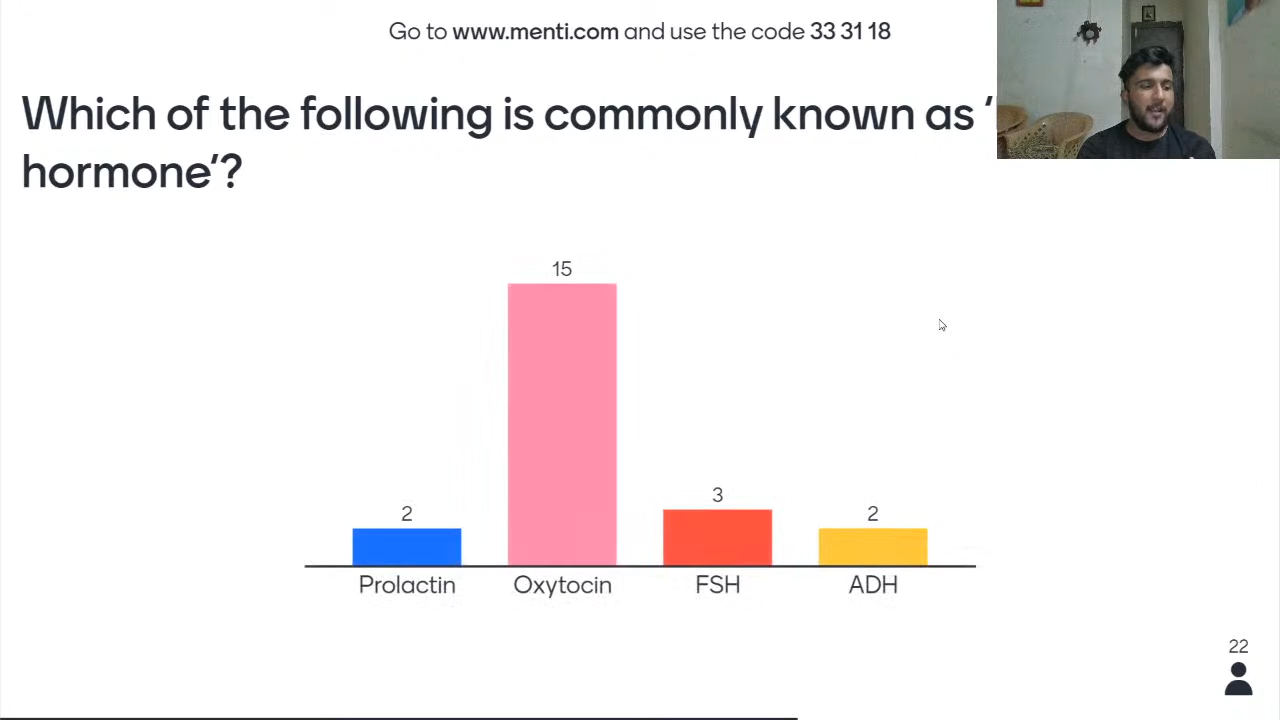 Go to www.menti.com and use the code 33 31 18
Which of the following is commonly known as ‘
hormone’?
15
3
2
2
Prolactin
Oxytocin
FSH
ADH
22